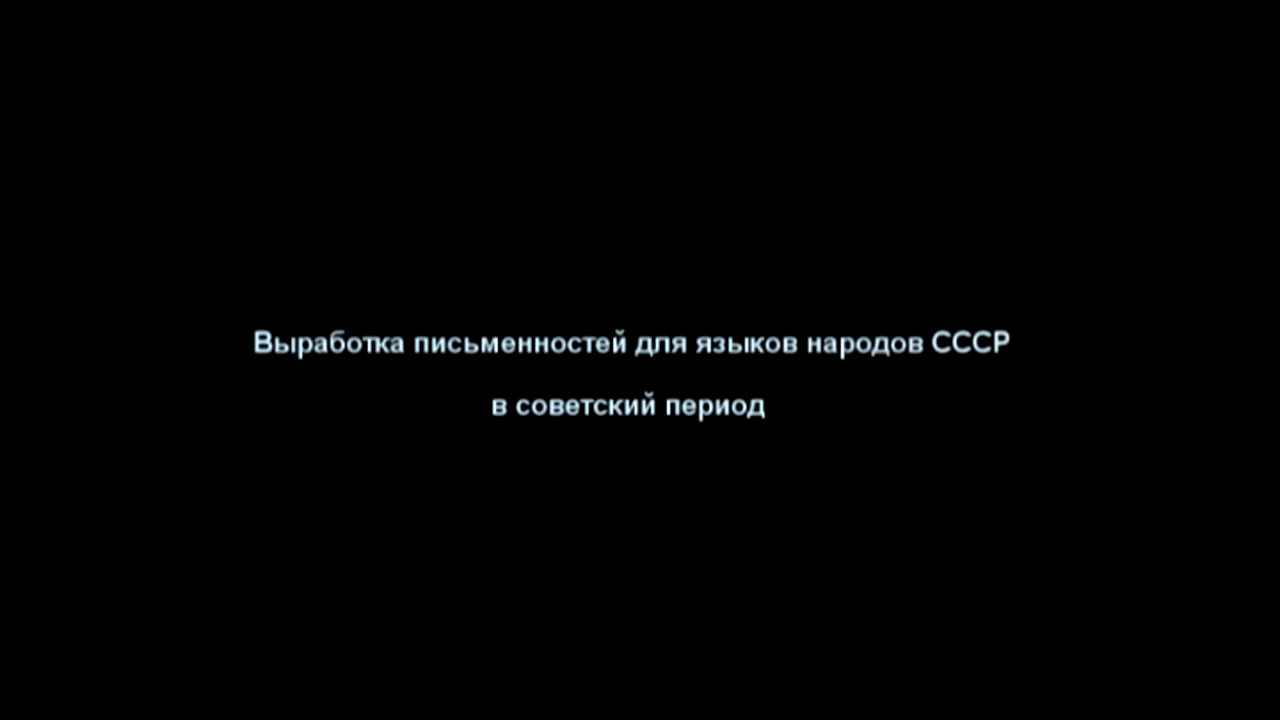 Выработка письменностей для языков народов СССР
в советский период